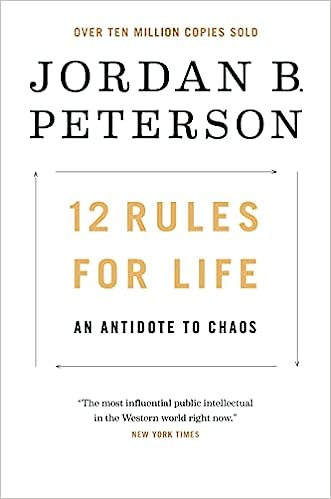 OVER TEN MILLION COPIES SOLD
JORDAN B.
PETERSON
12 RULES
FOR LIFE
AN ANTIDOTE TO CHAOS
“The most influential public intellectual
in the Western world right now.”
NEW YORK TIMES